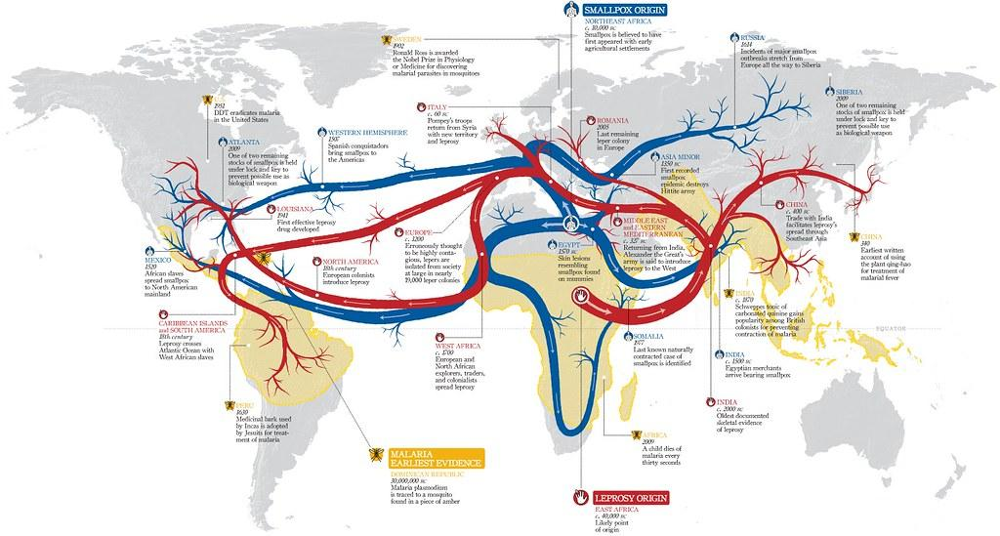 SMALLPOX ORIGIN
NORTHEAST AFRICA
c. 10,000 BC
Smallpox is believed to have
first appeared with early
agricultural settlements
SWEDEN
1902
Ronald Ross is awarded
the Nobel Prize in Physiology
or Medicine for discovering
malarial parasites in mosquitoes
RUSSIA
1614
Incidents of major smallpox
outbreaks stretch from
Europe all the way to Siberia
SIBERIA
2009
One of two remaining
stocks of smallpox is held
under lock and key to
prevent possible use
as biological weapon
U.S.
1951
DDT eradicates malaria
in the United States
ITALY
c. 60 BC
Pompey's troops
return from Syria
with new territory
and leprosy
ROMANIA
2005
Last remaining
leper colony
in Europe
WESTERN HEMISPHERE
1507
Spanish conquistadors
bring smallpox to
the Americas
ATLANTA
2009
One of two remaining
stocks of smallpox is held
under lock and key to
prevent possible use as
biological weapon
ASIA MINOR
1350 BC
First recorded
smallpox
epidemic destroys
Hittite army
LOUISIANA
1941
First effective leprosy
drug developed
CHINA
c. 400 BC
Trade with India
facilitates leprosy's
spread through
Southeast Asia
MIDDLE EAST and
EASTERN
MEDITERRANEAN
c. 327 BC
Returning from India,
Alexander the Great's
army is said to introduce
leprosy to the West
EUROPE
c. 1200
Erroneously thought
to be highly conta-
gious, lepers are
isolated from society
at large in nearly
19,000 leper colonies
CHINA
340
Earliest written
account of using
the plant qing-hao
for treatment of
malarial fever
EGYPT
1570 BC
Skin lesions
resembling
smallpox found
on mummies
MEXICO
1520
African slaves
spread smallpox
to North American
mainland
NORTH AMERICA
18th century
European colonists
introduce leprosy
INDIA
c. 1870
Schweppes tonic of
carbonated quinine gains
popularity among British
colonists for preventing
contraction of malaria
CARIBBEAN ISLANDS
and SOUTH AMERICA
18th century
Leprosy crosses
Atlantic Ocean with
West African slaves
EQUATOR
WEST AFRICA
c. 1700
European and
North African
explorers, traders,
and colonialists
spread leprosy
SOMALIA
1977
Last known naturally
contracted case of
smallpox is identified
INDIA
c. 1500 BC
Egyptian merchants
arrive bearing smallpox
PERU
1630
Medicinal bark used
by Incas is adopted
by Jesuits for treat-
ment of malaria
INDIA
c. 2000 BC
Oldest documented
skeletal evidence
of leprosy
AFRICA
2009
A child dies of
malaria every
thirty seconds
MALARIA
EARLIEST EVIDENCE
DOMINICAN REPUBLIC
30,000,000 BC
Malaria plasmodium
is traced to a mosquito
found in a piece of amber
LEPROSY ORIGIN
EAST AFRICA
c. 40,000 BC
Likely point
of origin